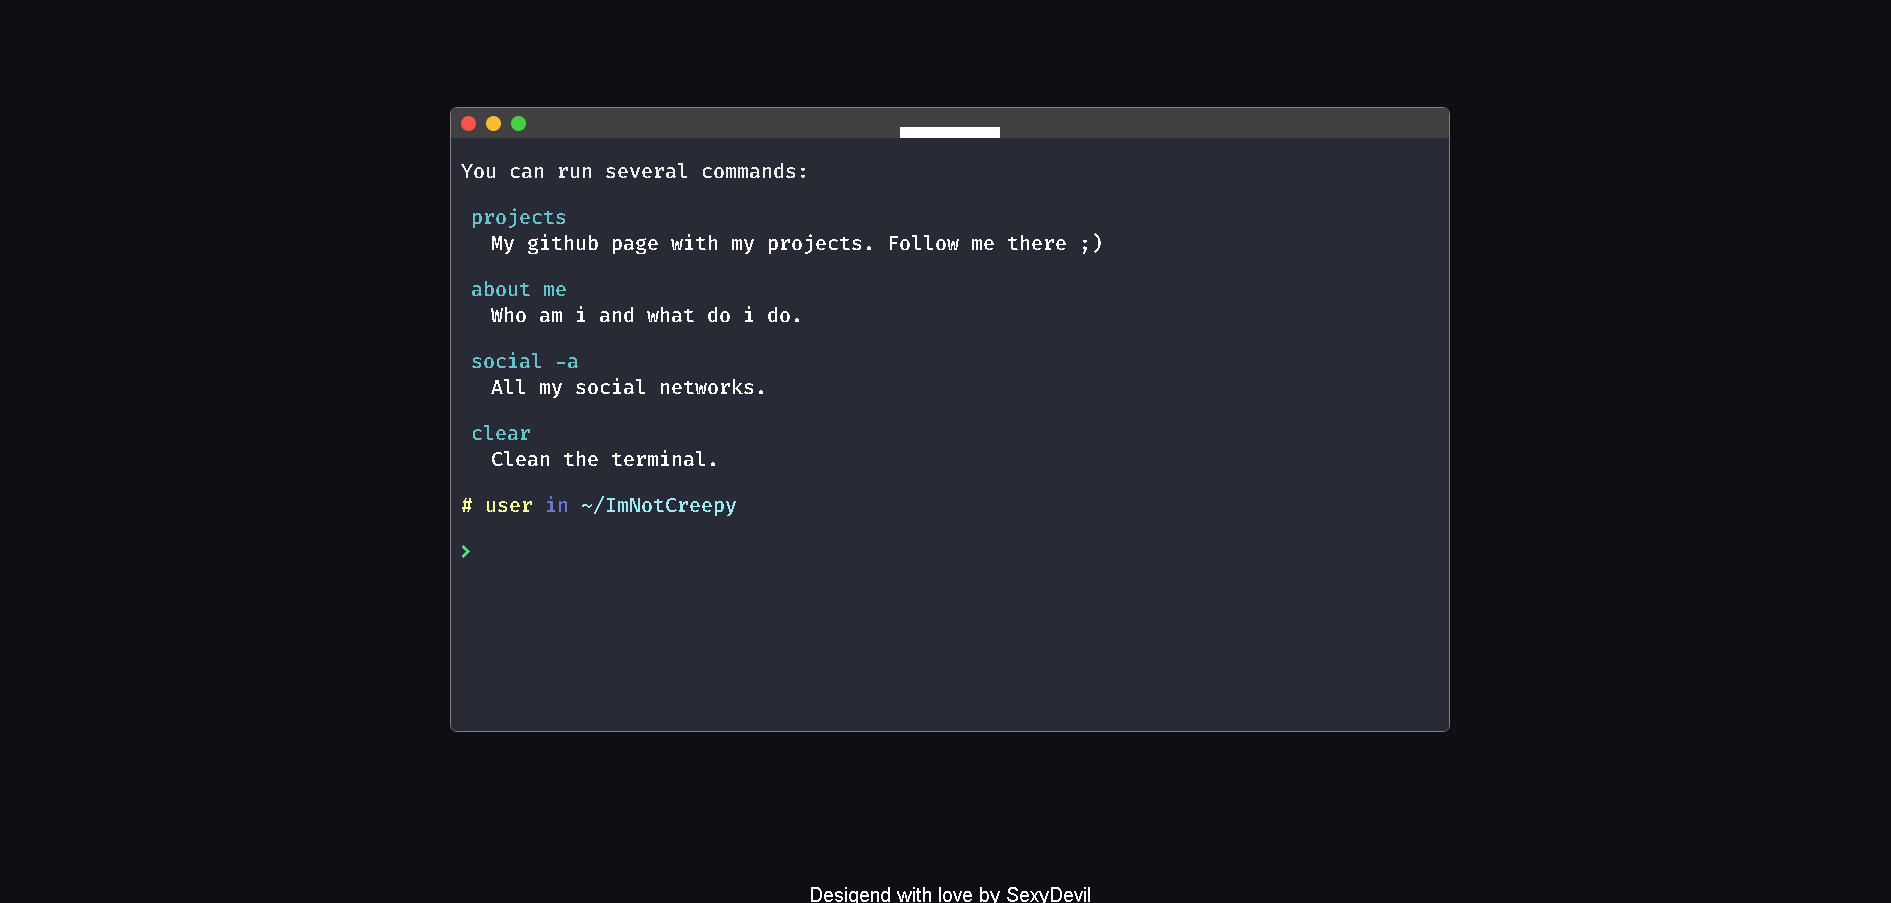 You can run several commands:
projects
My github page with my projects. Follow me there ;)
about me
Who am i and what do i do.
social -a
All my social networks.
clear
Clean the terminal.
# user in ~/ImNotCreepy
>
Desigend with love by SexyDevil